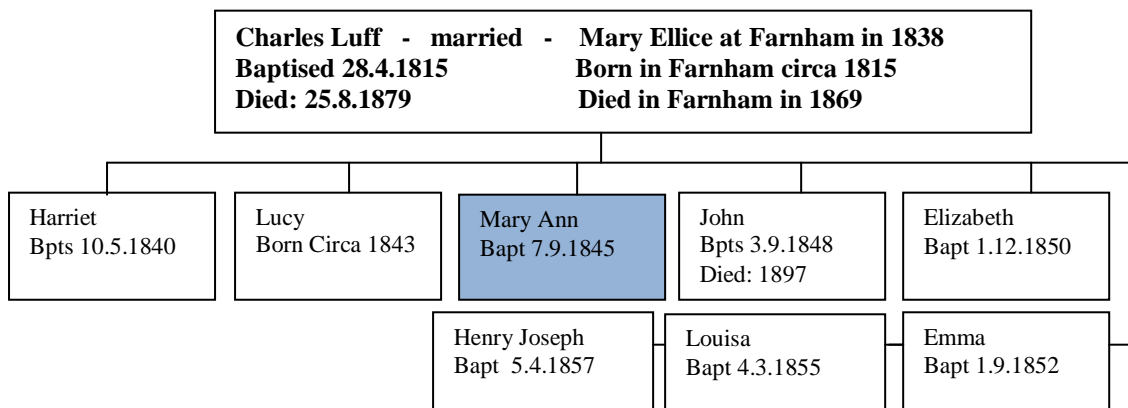 Charles Luff - married - Mary Ellice at Farnham in 1838
Baptised 28.4.1815 Born in Farnham circa 1815
Died: 25.8.1879 Died in Farnham in 1869
Harriet
Bpts 10.5.1840
Lucy
Born Circa 1843
Mary Ann
Bapt 7.9.1845
John
Bpts 3.9.1848
Died: 1897
Elizabeth
Bapt 1.12.1850
Henry Joseph
Bapt 5.4.1857
Louisa
Bapt 4.3.1855
Emma
Bapt 1.9.1852